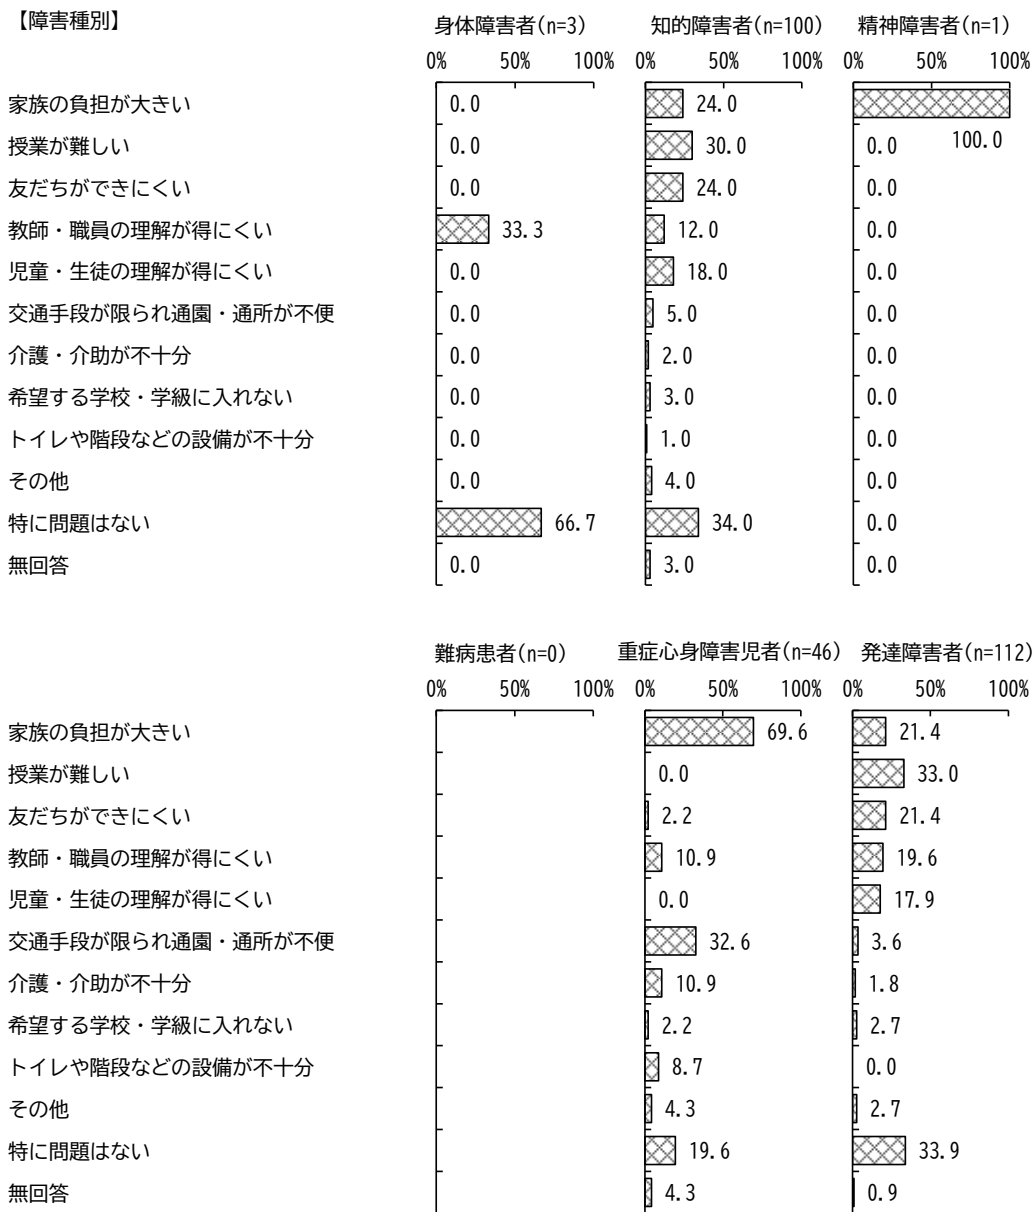 【障害種別】
身体障害者(n=3) 知的障害者(n=100) 精神障害者(n=1)
0% 50% 100% 0% 50% 100% 0% 50% 100%
家族の負担が大きい 0.0 24.0 100.0
授業が難しい 0.0 30.0 0.0
友だちができにくい 0.0 24.0 0.0
教師・職員の理解が得にくい 33.3 12.0 0.0
児童・生徒の理解が得にくい 0.0 18.0 0.0
交通手段が限られ通園・通所が不便 0.0 5.0 0.0
介護・介助が不十分 0.0 2.0 0.0
希望する学校・学級に入れない 0.0 3.0 0.0
トイレや階段などの設備が不十分 0.0 1.0 0.0
その他 0.0 4.0 0.0
特に問題はない 66.7 34.0 0.0
無回答 0.0 3.0 0.0
難病患者(n=0) 重症心身障害児者(n=46) 発達障害者(n=112)
0% 50% 100% 0% 50% 100% 0% 50% 100%
家族の負担が大きい 69.6 21.4
授業が難しい 0.0 33.0
友だちができにくい 2.2 21.4
教師・職員の理解が得にくい 10.9 19.6
児童・生徒の理解が得にくい 0.0 17.9
交通手段が限られ通園・通所が不便 32.6 3.6
介護・介助が不十分 10.9 1.8
希望する学校・学級に入れない 2.2 2.7
トイレや階段などの設備が不十分 8.7 0.0
その他 4.3 2.7
特に問題はない 19.6 33.9
無回答 4.3 0.9